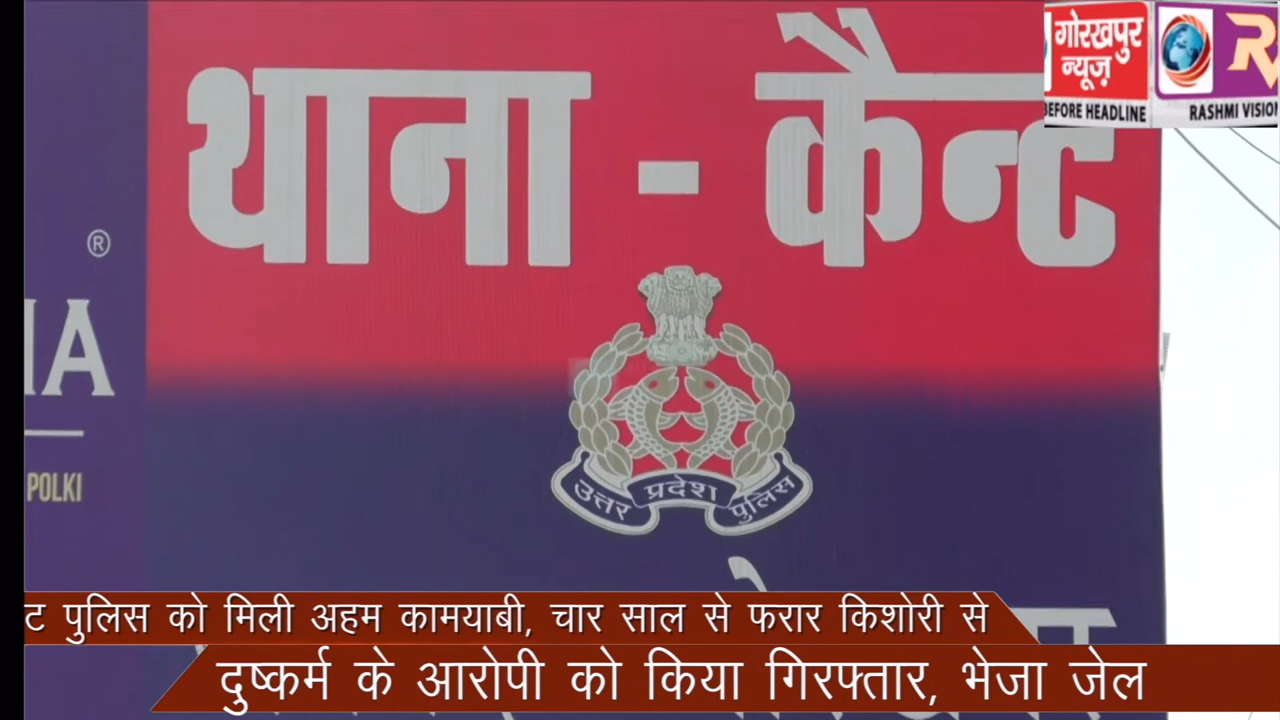 थाना - कैन्ट
गोरखपुर
न्यूज़
BEFORE HEADLINE
RASHMI VISION
®
IA
POLKI
उत्तर प्रदेश पुलिस
ट पुलिस को मिली अहम कामयाबी, चार साल से फरार किशोरी से
दुष्कर्म के आरोपी को किया गिरफ्तार, भेजा जेल